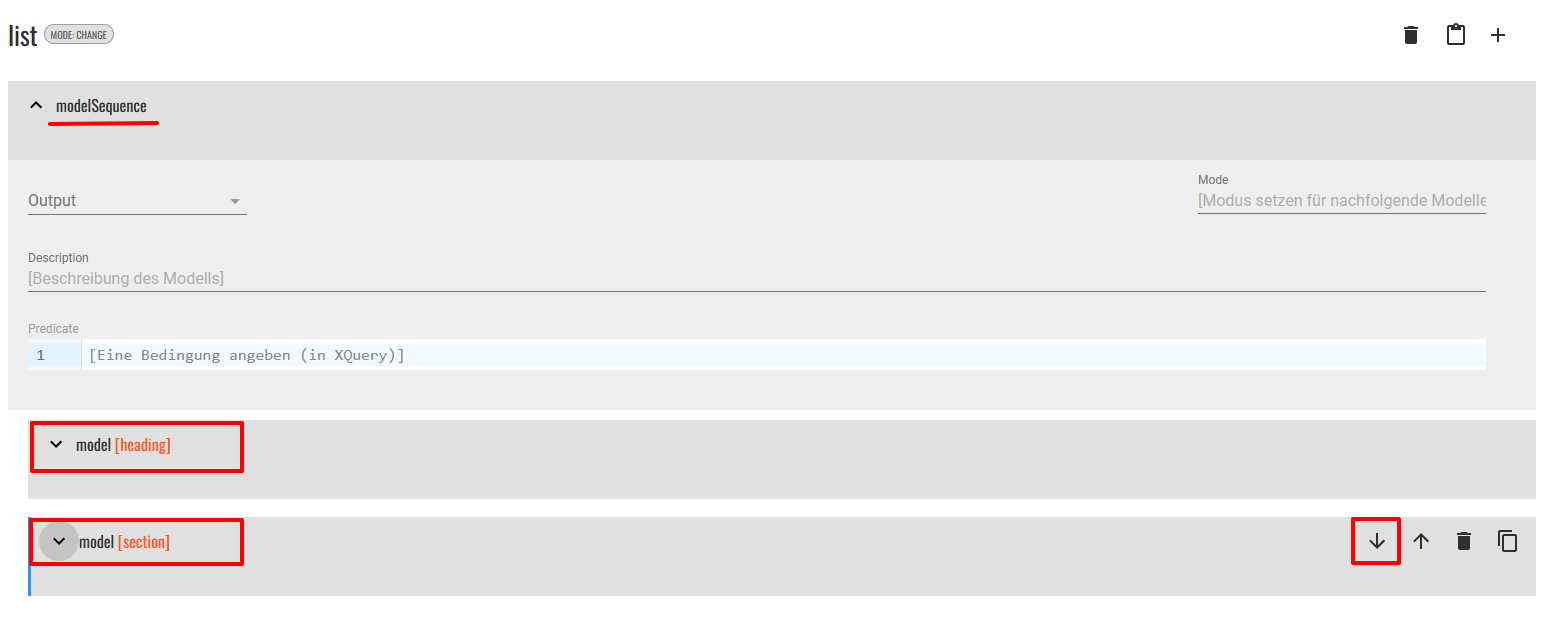 list MODE: CHANGE
modelSequence
Output
Mode
[Modus setzen für nachfolgende Modelle
Description
[Beschreibung des Modells]
Predicate
1 [Eine Bedingung angeben (in XQuery)]
model [heading]
model [section]